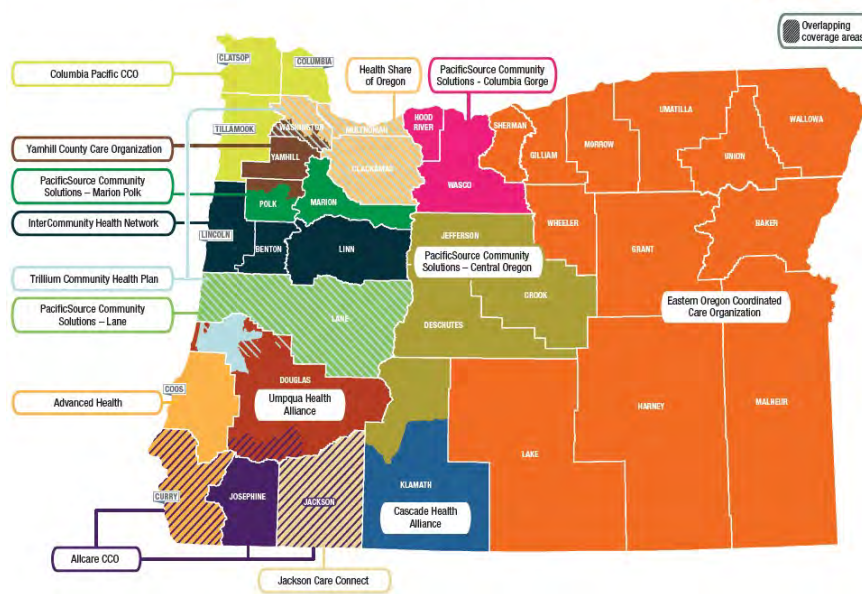 Overlapping
coverage areas
CLATSOP
COLUMBIA
Columbia Pacific CCO
Health Share
of Oregon
PacificSource Community
Solutions - Columbia Gorge
TILLAMOOK
WASHINGTON
MULTNOMAH
HOOD
RIVER
SHERMAN
UMATILLA
WALLOWA
MORROW
GILLIAM
UNION
Yamhill County Care Organization
YAMHILL
CLACKAMAS
WASCO
PacificSource Community
Solutions – Marion Polk
POLK
MARION
WHEELER
BAKER
GRANT
InterCommunity Health Network
LINCOLN
BENTON
LINN
JEFFERSON
PacificSource Community
Solutions – Central Oregon
Trillium Community Health Plan
CROOK
Eastern Oregon Coordinated
Care Organization
PacificSource Community
Solutions – Lane
LANE
DESCHUTES
DOUGLAS
Umpqua Health
Alliance
COOS
Advanced Health
HARNEY
MALHEUR
LAKE
CURRY
JOSEPHINE
JACKSON
KLAMATH
Cascade Health
Alliance
Allcare CCO
Jackson Care Connect